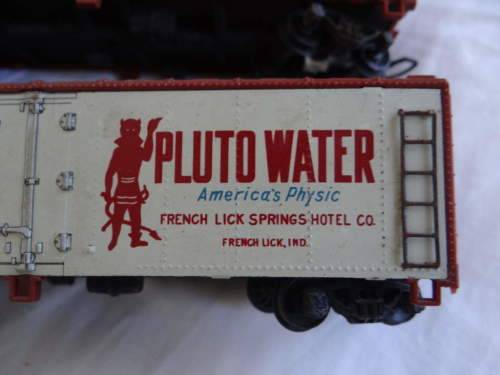 PLUTO WATER
America's Physic
FRENCH LICK SPRINGS HOTEL CO.
FRENCH LICK, IND.